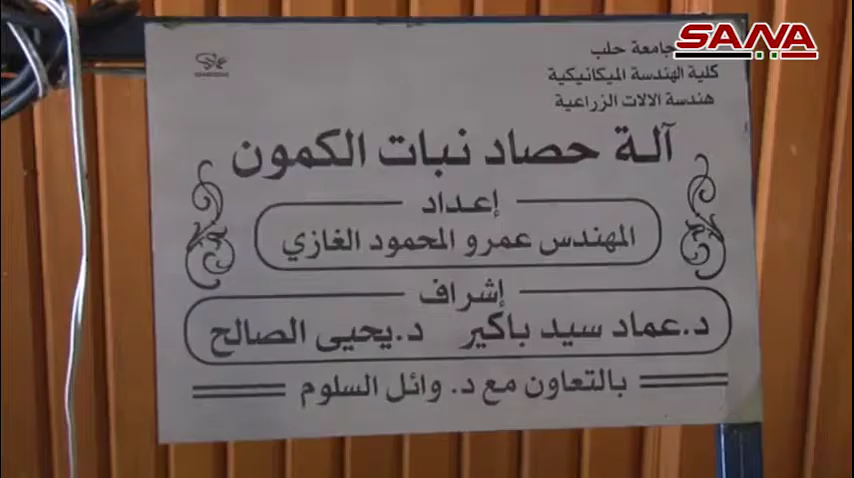 SANA
جامعة حلب
كلية الهندسة الميكانيكية
هندسة الالات الزراعية
آلة حصاد نبات الكمون
إعداد
المهندس عمرو المحمود الغازي
إشراف
د.عماد سيد باكير د.يحيى الصالح
بالتعاون مع د. وائل السلوم